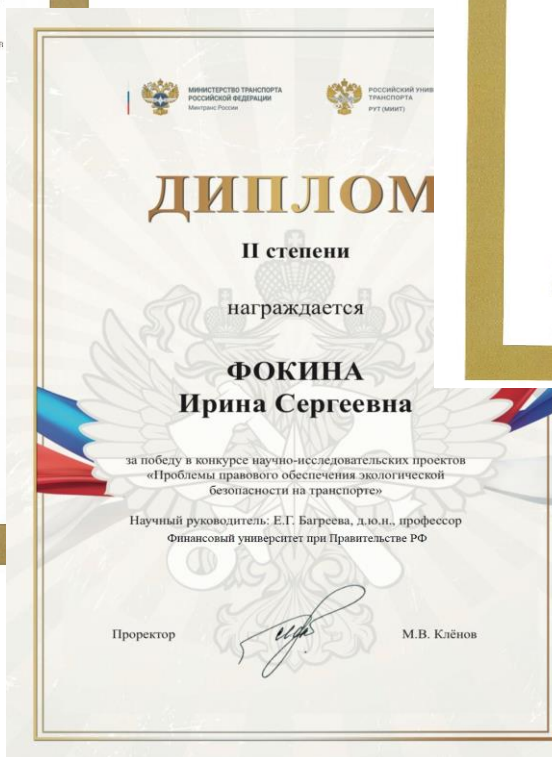 МИНИСТЕРСТВО ТРАНСПОРТА
РОССИЙСКОЙ ФЕДЕРАЦИИ
Минтранс России
РОССИЙСКИЙ УНИВ
ТРАНСПОРТА
РУТ (МИИТ)
ДИПЛОМ
II степени
награждается
ФОКИНА
Ирина Сергеевна
за победу в конкурсе научно-исследовательских проектов
«Проблемы правового обеспечения экологической
безопасности на транспорте»
Научный руководитель: Е.Г. Багреева, д.ю.н., профессор
Финансовый университет при Правительстве РФ
Проректор
М.В. Клёнов